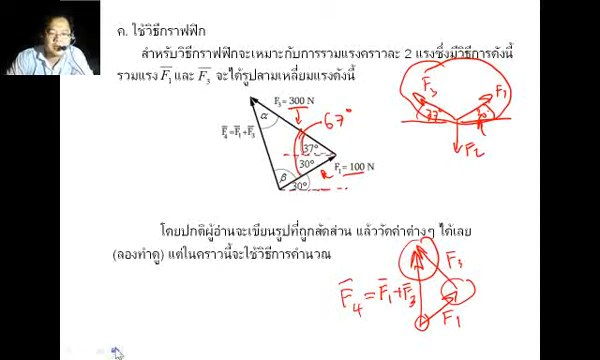 ค. ใช้วิธีกราฟฟิก
สำหรับวิธีกราฟฟิกจะเหมาะกับการรวมแรงคราวละ 2 แรงซึ่งมีวิธีการดังนี้
รวมแรง F₁ และ F₃ จะได้รูปสามเหลี่ยมแรงดังนี้
F₃
F₁
37°
30°
F₂
F₃=300 N
α
67°
F₄=F₁+F₃
37°
30°
F₁=100 N
β
30°
โดยปกติผู้อ่านจะเขียนรูปที่ถูกสัดส่วน แล้ววัดค่าต่างๆ ได้เลย
(ลองทำดู) แต่ในคราวนี้จะใช้วิธีการคำนวณ
F₃
F₄ = F₁+F₃
F₁